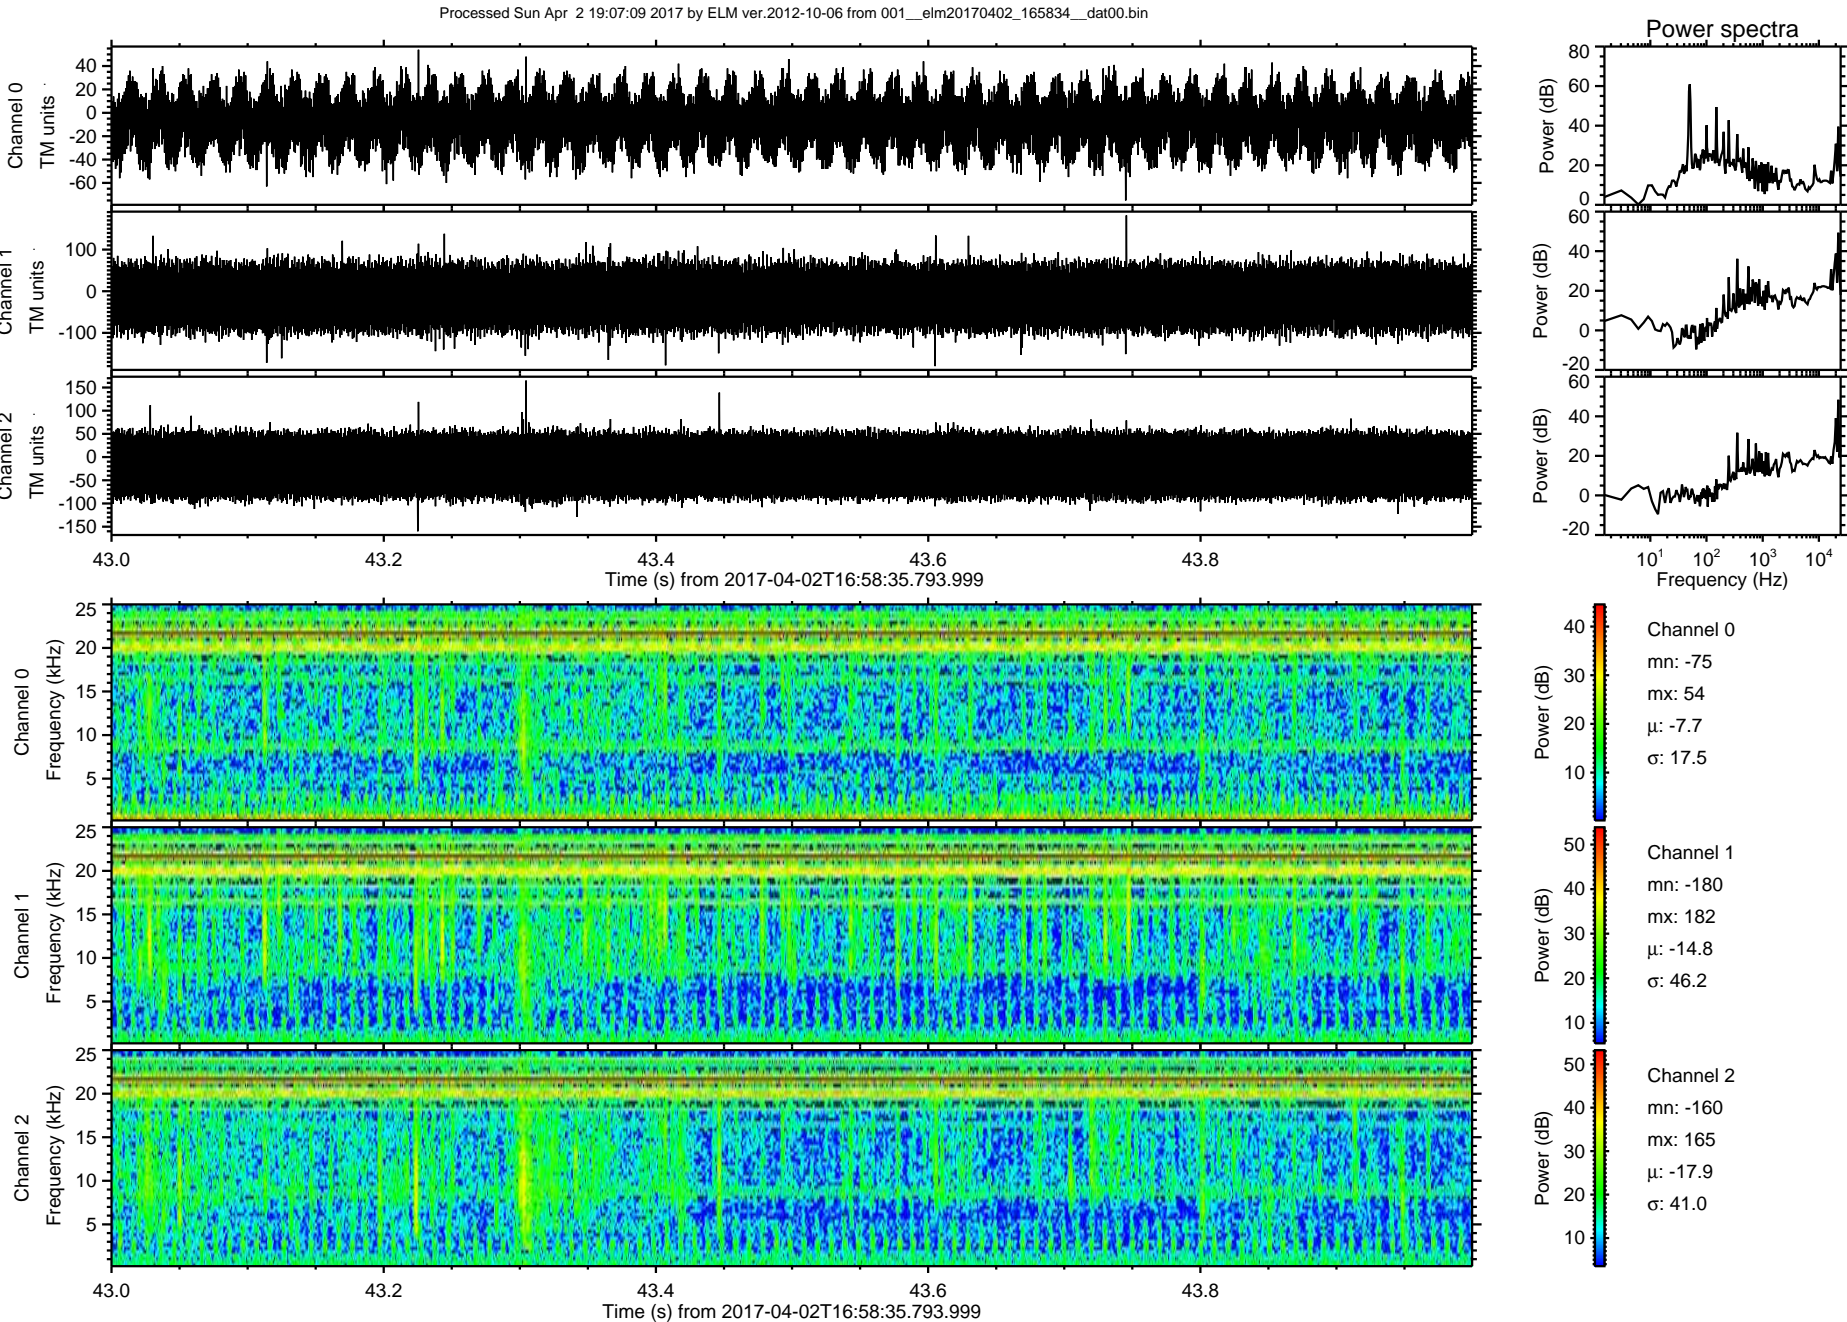 Processed Sun Apr 2 19:07:09 2017 by ELM ver.2012-10-06 from 001__elm20170402_165834__dat00.bin
Power spectra
Channel 0
TM units
40
20
0
-20
-40
-60
Power (dB)
80
60
40
20
0
Channel 1
TM units
100
0
-100
Power (dB)
60
40
20
0
-20
Channel 2
TM units
150
100
50
0
-50
-100
-150
Power (dB)
60
40
20
0
-20
43.0 43.2 43.4 43.6 43.8
Time (s) from 2017-04-02T16:58:35.793.999
10^1 10^2 10^3 10^4
Frequency (Hz)
Channel 0
Frequency (kHz)
25
20
15
10
5
Power (dB)
40
30
20
10
Channel 0
mn: -75
mx: 54
μ: -7.7
σ: 17.5
Channel 1
Frequency (kHz)
25
20
15
10
5
Power (dB)
50
40
30
20
10
Channel 1
mn: -180
mx: 182
μ: -14.8
σ: 46.2
Channel 2
Frequency (kHz)
25
20
15
10
5
Power (dB)
50
40
30
20
10
Channel 2
mn: -160
mx: 165
μ: -17.9
σ: 41.0
43.0 43.2 43.4 43.6 43.8
Time (s) from 2017-04-02T16:58:35.793.999